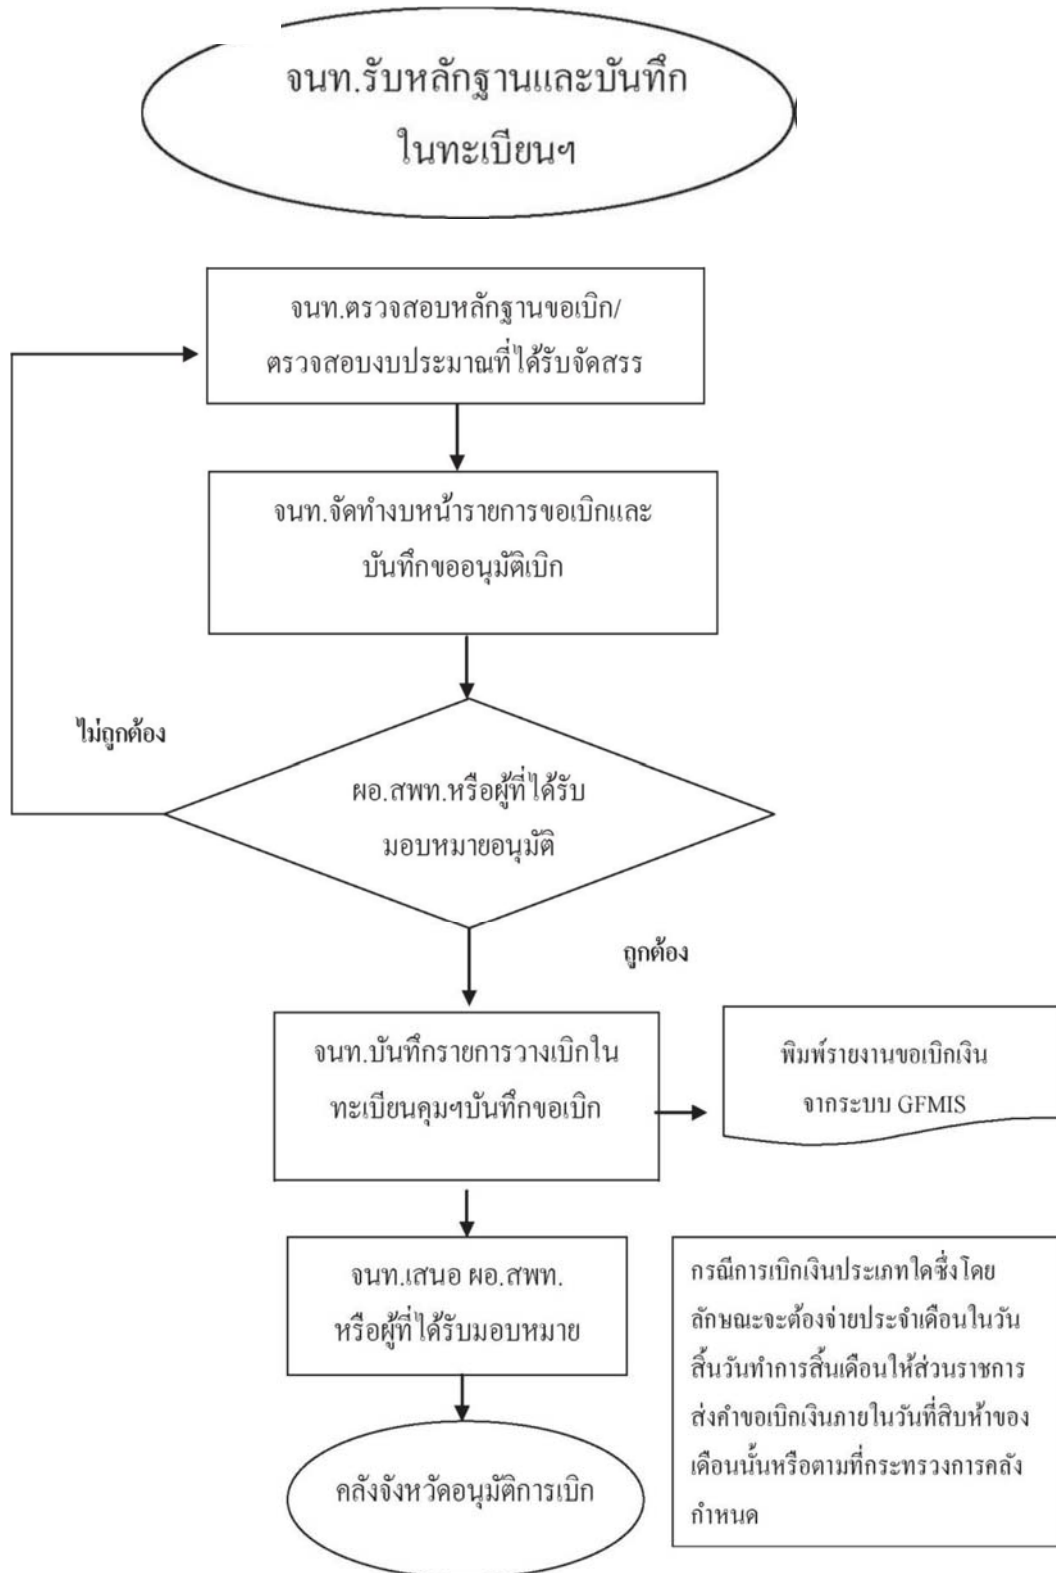 จนท.รับหลักฐานและบันทึก
ในทะเบียนฯ
จนท.ตรวจสอบหลักฐานขอเบิก/
ตรวจสอบงบประมาณที่ได้รับจัดสรร
จนท.จัดทำงบหน้ารายการขอเบิกและ
บันทึกขออนุมัติเบิก
ไม่ถูกต้อง
ผอ.สพท.หรือผู้ที่ได้รับ
มอบหมายอนุมัติ
ถูกต้อง
จนท.บันทึกรายการวางเบิกใน
ทะเบียนคุมฯบันทึกขอเบิก
พิมพ์รายงานขอเบิกเงิน
จากระบบ GFMIS
จนท.เสนอ ผอ.สพท.
หรือผู้ที่ได้รับมอบหมาย
กรณีการเบิกเงินประเภทใดซึ่งโดย
ลักษณะจะต้องจ่ายประจำเดือนในวัน
สิ้นวันทำการสิ้นเดือนให้ส่วนราชการ
ส่งคำขอเบิกเงินภายในวันที่สิบห้าของ
เดือนนั้นหรือตามที่กระทรวงการคลัง
กำหนด
คลังจังหวัดอนุมัติการเบิก